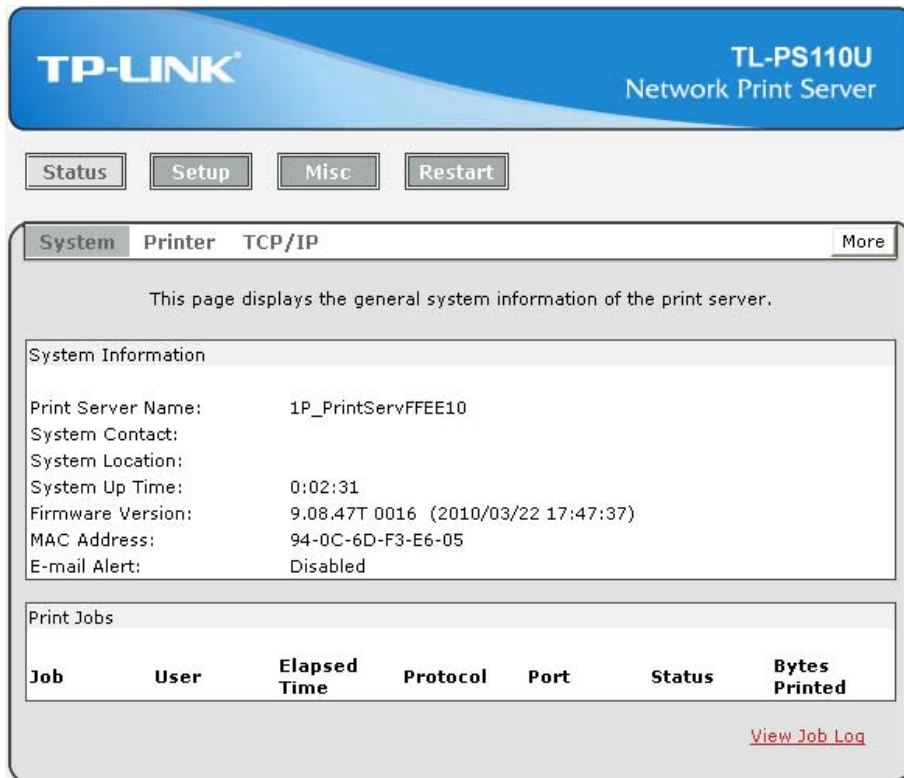 TP-LINK
TL-PS110U
Network Print Server
Status Setup Misc Restart
System Printer TCP/IP More
This page displays the general system information of the print server.
System Information
Print Server Name: 1P_PrintServFFEE10
System Contact:
System Location:
System Up Time: 0:02:31
Firmware Version: 9.08.47T 0016 (2010/03/22 17:47:37)
MAC Address: 94-0C-6D-F3-E6-05
E-mail Alert: Disabled
Print Jobs
Job User Elapsed Time Protocol Port Status Bytes Printed
View Job Log